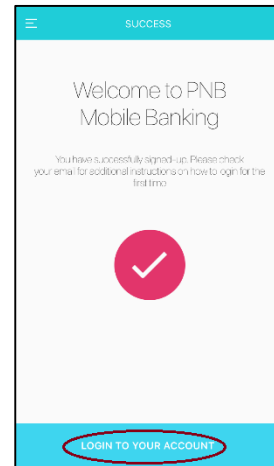 SUCCESS
Welcome to PNB
Mobile Banking
You have successfully signed-up. Please check
your email for additional instructions on how to login for the
first time
LOGIN TO YOUR ACCOUNT